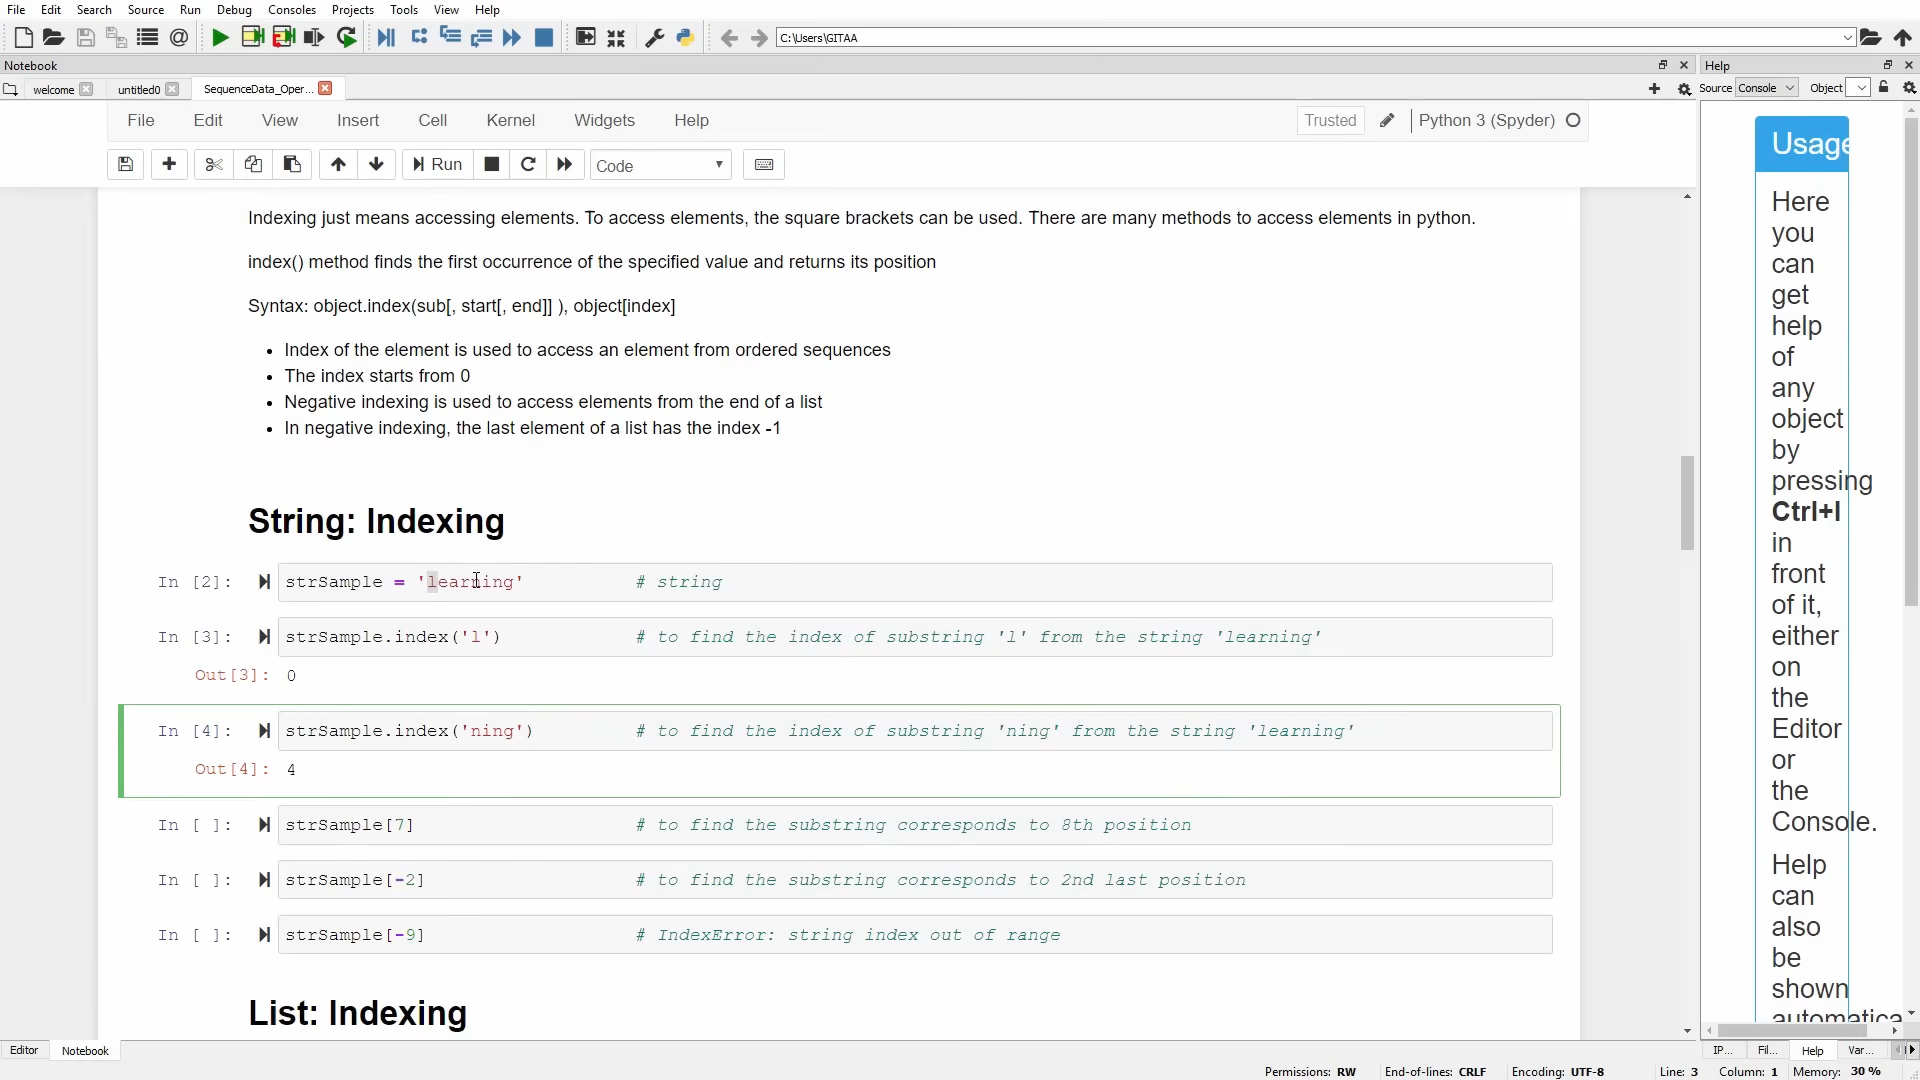 File Edit Search Source Run Debug Consoles Projects Tools View Help
C:\Users\GITAA
Notebook
Help
welcome untitled0 SequenceData_Oper...
Source Console Object
File Edit View Insert Cell Kernel Widgets Help
Trusted Python 3 (Spyder)
Run Code
Indexing just means accessing elements. To access elements, the square brackets can be used. There are many methods to access elements in python.
index() method finds the first occurrence of the specified value and returns its position
Syntax: object.index(sub[, start[, end]] ), object[index]
• Index of the element is used to access an element from ordered sequences
• The index starts from 0
• Negative indexing is used to access elements from the end of a list
• In negative indexing, the last element of a list has the index -1
String: Indexing
In [2]: strSample = 'learning' # string
In [3]: strSample.index('l') # to find the index of substring 'l' from the string 'learning'
Out[3]: 0
In [4]: strSample.index('ning') # to find the index of substring 'ning' from the string 'learning'
Out[4]: 4
In [ ]: strSample[7] # to find the substring corresponds to 8th position
In [ ]: strSample[-2] # to find the substring corresponds to 2nd last position
In [ ]: strSample[-9] # IndexError: string index out of range
List: Indexing
Usage
Here
you
can
get
help
of
any
object
by
pressing
Ctrl+I
in
front
of it,
either
on
the
Editor
or
the
Console.
Help
can
also
be
shown
automatica
Editor Notebook
IP... Fil... Help Var...
Permissions: RW End-of-lines: CRLF Encoding: UTF-8 Line: 3 Column: 1 Memory: 30 %